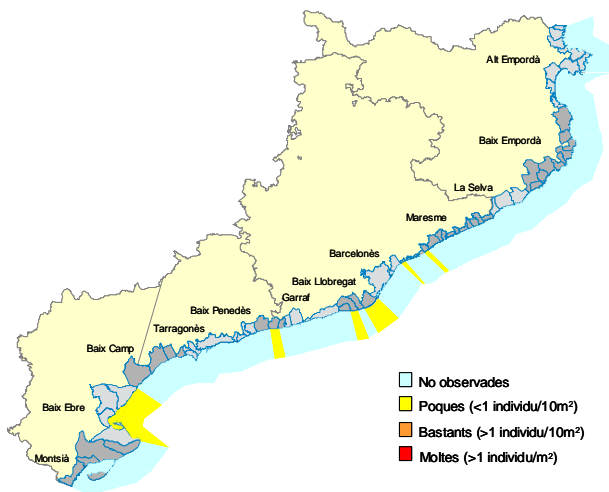 Alt Empordà
Baix Empordà
La Selva
Maresme
Barcelonès
Baix Llobregat
Garraf
Baix Penedès
Tarragonès
Baix Camp
Baix Ebre
Montsià
No observades
Poques (<1 individu/10m²)
Bastants (>1 individu/10m²)
Moltes (>1 individu/m²)